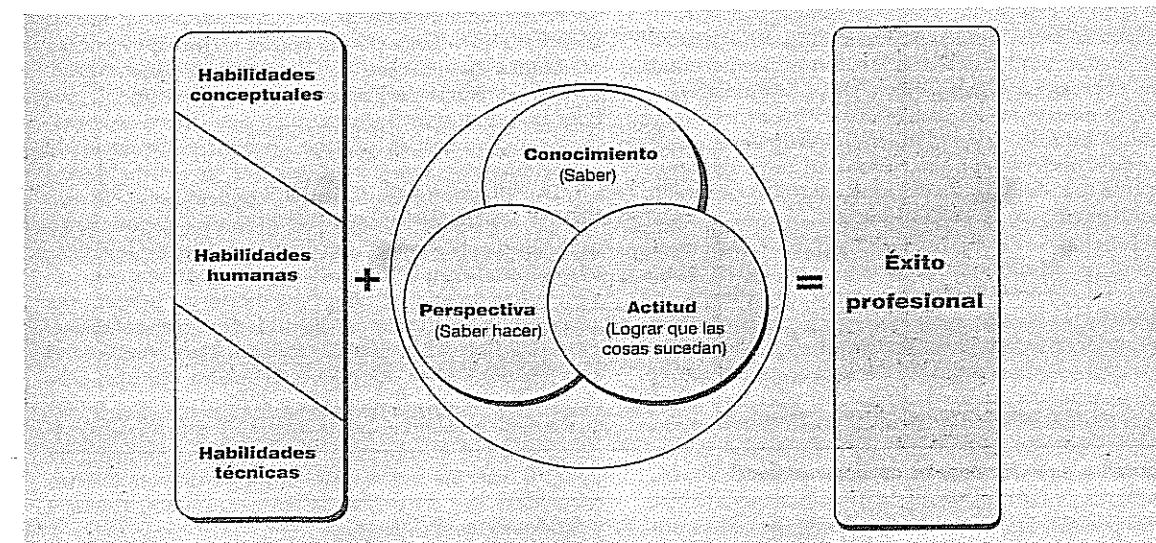 Habilidades
conceptuales
Habilidades
humanas
Habilidades
técnicas
+
Conocimiento
(Saber)
Perspectiva
(Saber hacer)
Actitud
(Lograr que las
cosas sucedan)
=
Éxito
profesional